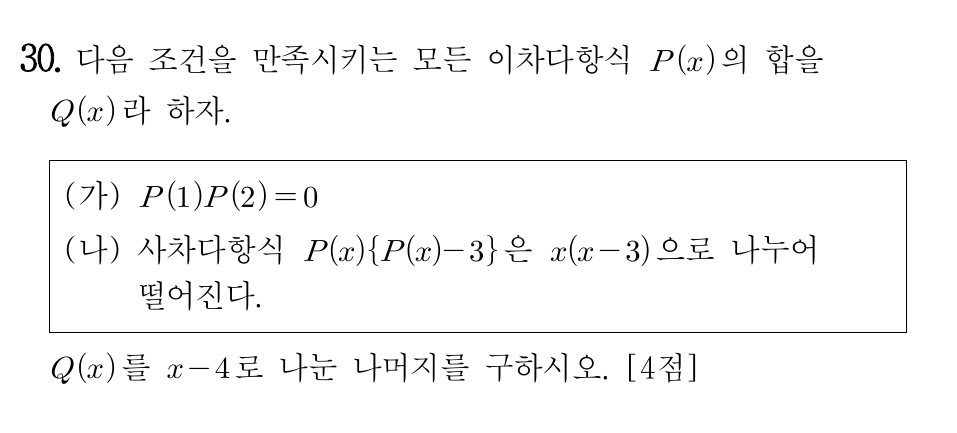 30. 다음 조건을 만족시키는 모든 이차다항식 P(x)의 합을
Q(x)라 하자.
(가) P(1)P(2)=0
(나) 사차다항식 P(x){P(x)-3}은 x(x-3)으로 나누어
떨어진다.
Q(x)를 x-4로 나눈 나머지를 구하시오. [4점]